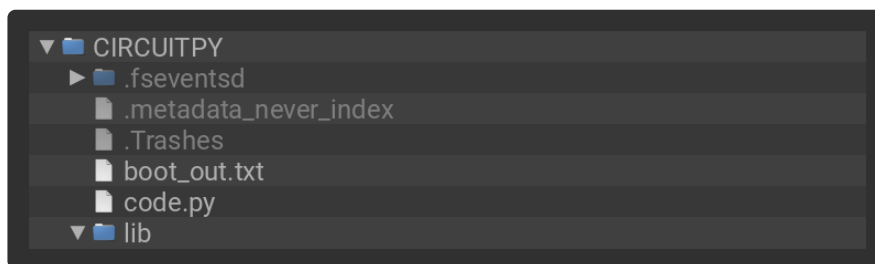 CIRCUITPY
.fseventsd
.metadata_never_index
.Trashes
boot_out.txt
code.py
lib